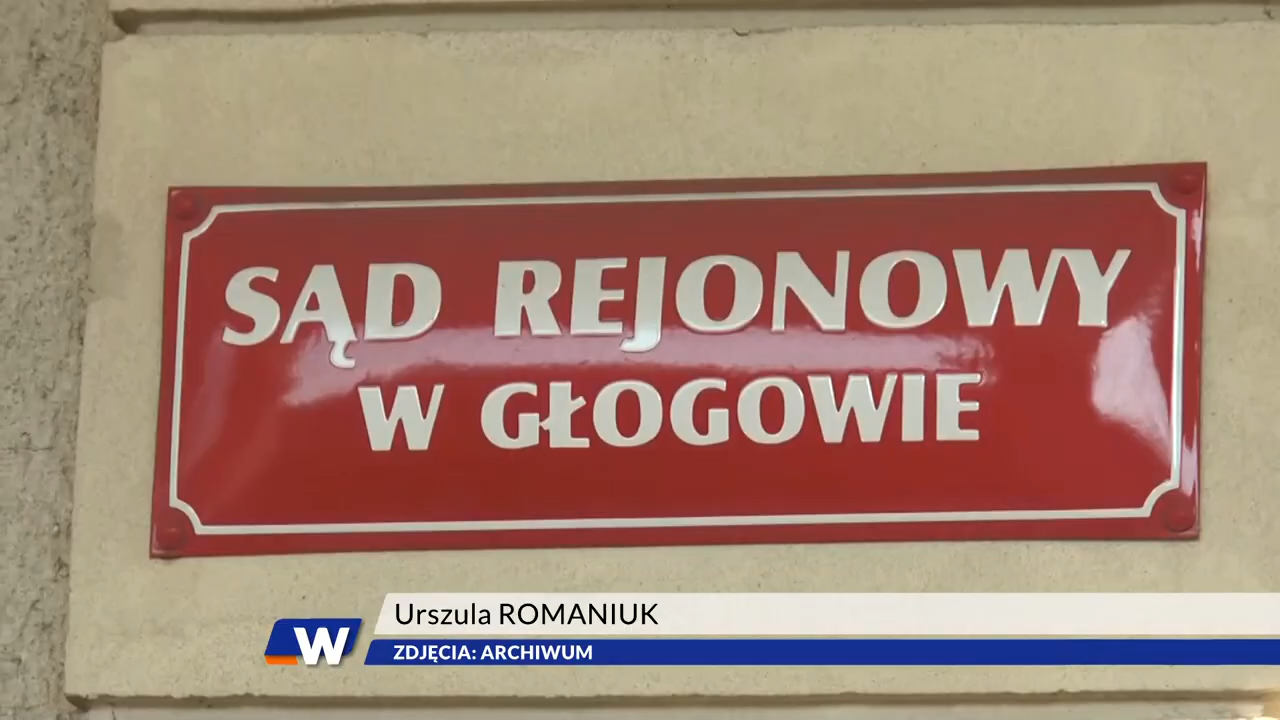 SĄD REJONOWY
W GŁOGOWIE
Urszula ROMANIUK
W
ZDJĘCIA: ARCHIWUM